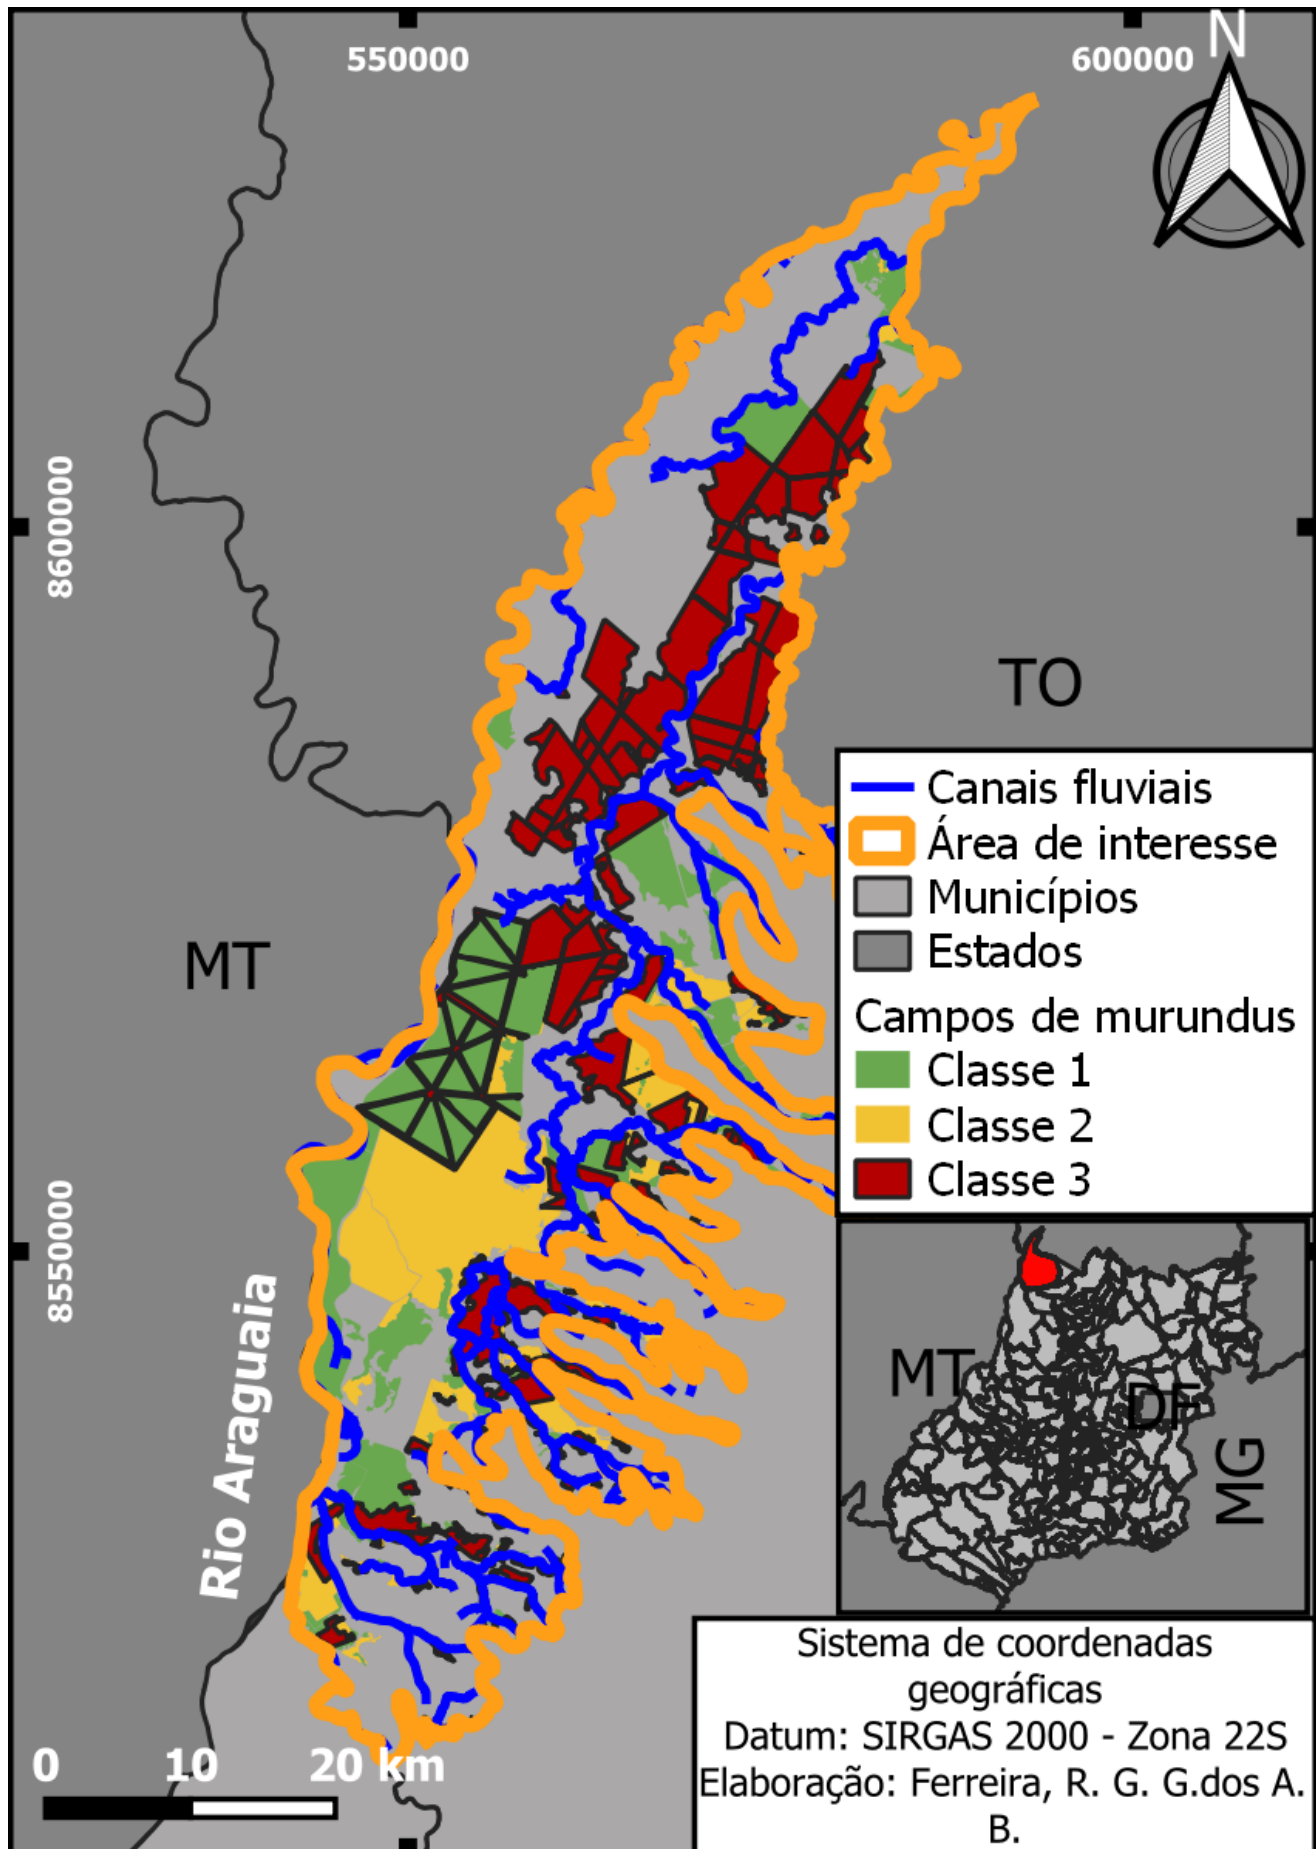 550000
600000
N
8600000
TO
Canais fluviais
Área de interesse
Municípios
Estados
Campos de murundus
Classe 1
Classe 2
Classe 3
MT
8550000
Rio Araguaia
MT
DF
MG
0 10 20 km
Sistema de coordenadas
geográficas
Datum: SIRGAS 2000 - Zona 22S
Elaboração: Ferreira, R. G. G.dos A.
B.